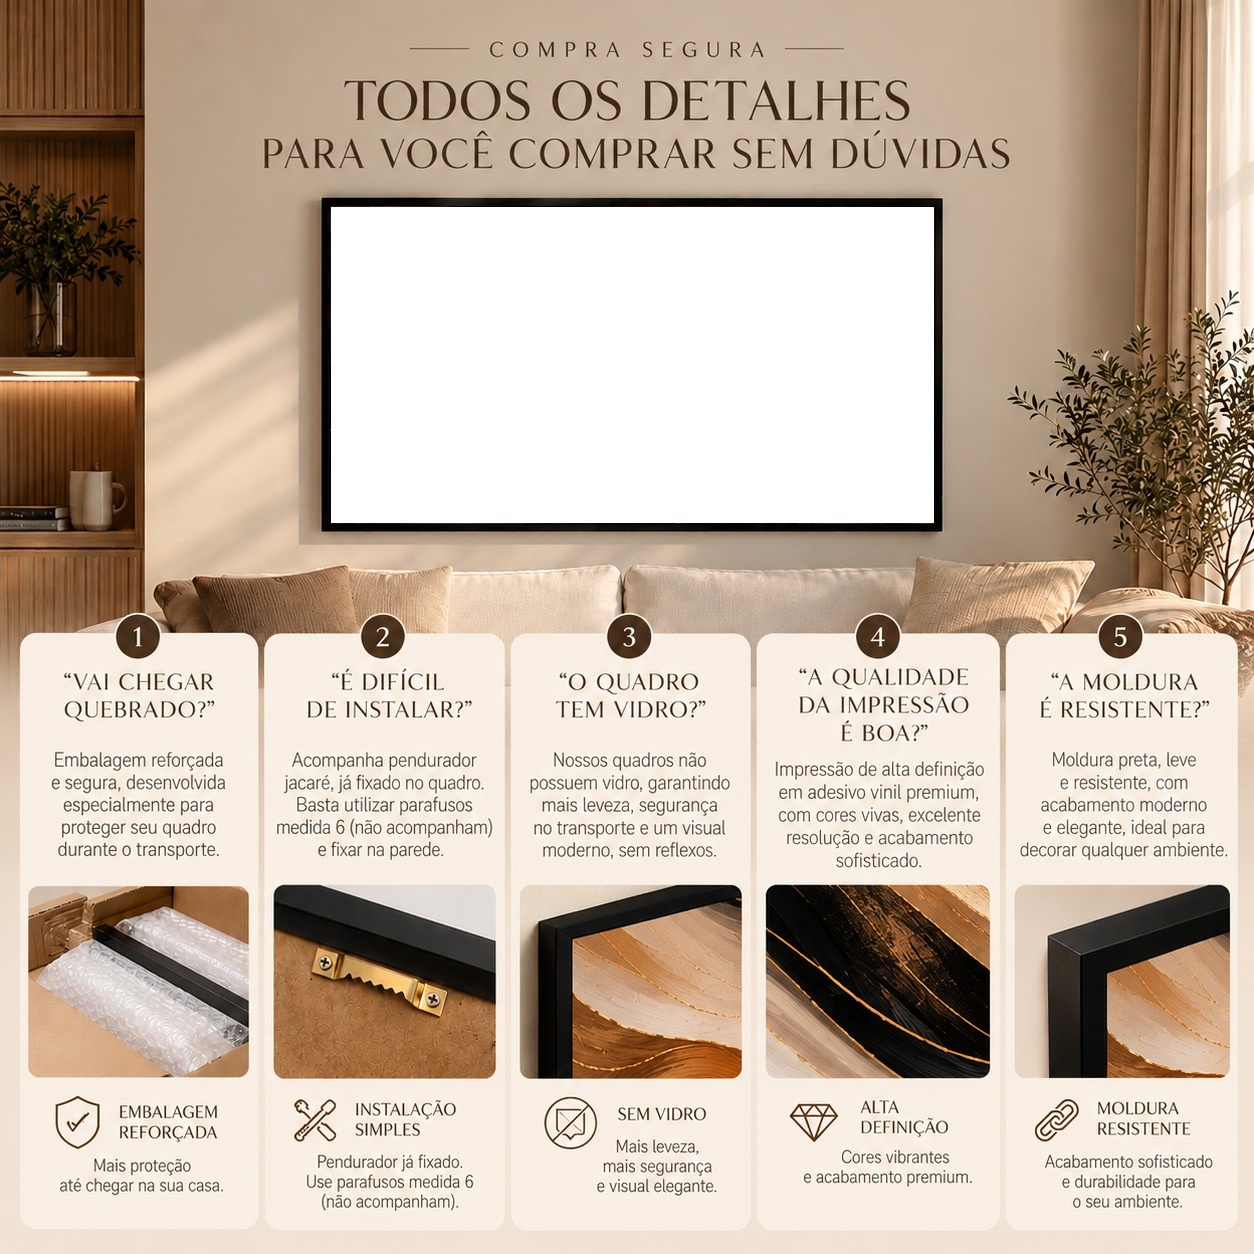 COMPRA SEGURA
TODOS OS DETALHES
PARA VOCÊ COMPRAR SEM DÚVIDAS
1
“VAI CHEGAR
QUEBRADO?”
Embalagem reforçada
e segura, desenvolvida
especialmente para
proteger seu quadro
durante o transporte.
EMBALAGEM
REFORÇADA
Mais proteção
até chegar na sua casa.
2
“É DIFÍCIL
DE INSTALAR?”
Acompanha pendurador
jacaré, já fixado no quadro.
Basta utilizar parafusos
medida 6 (não acompanham)
e fixar na parede.
INSTALAÇÃO
SIMPLES
Pendurador já fixado.
Use parafusos medida 6
(não acompanham).
3
“O QUADRO
TEM VIDRO?”
Nossos quadros não
possuem vidro, garantindo
mais leveza, segurança
no transporte e um visual
moderno, sem reflexos.
SEM VIDRO
Mais leveza,
mais segurança
e visual elegante.
4
“A QUALIDADE
DA IMPRESSÃO
É BOA?”
Impressão de alta definição
em adesivo vinil premium,
com cores vivas, excelente
resolução e acabamento
sofisticado.
ALTA
DEFINIÇÃO
Cores vibrantes
e acabamento premium.
5
“A MOLDURA
É RESISTENTE?”
Moldura preta, leve
e resistente, com
acabamento moderno
e elegante, ideal para
decorar qualquer ambiente.
MOLDURA
RESISTENTE
Acabamento sofisticado
e durabilidade para
o seu ambiente.